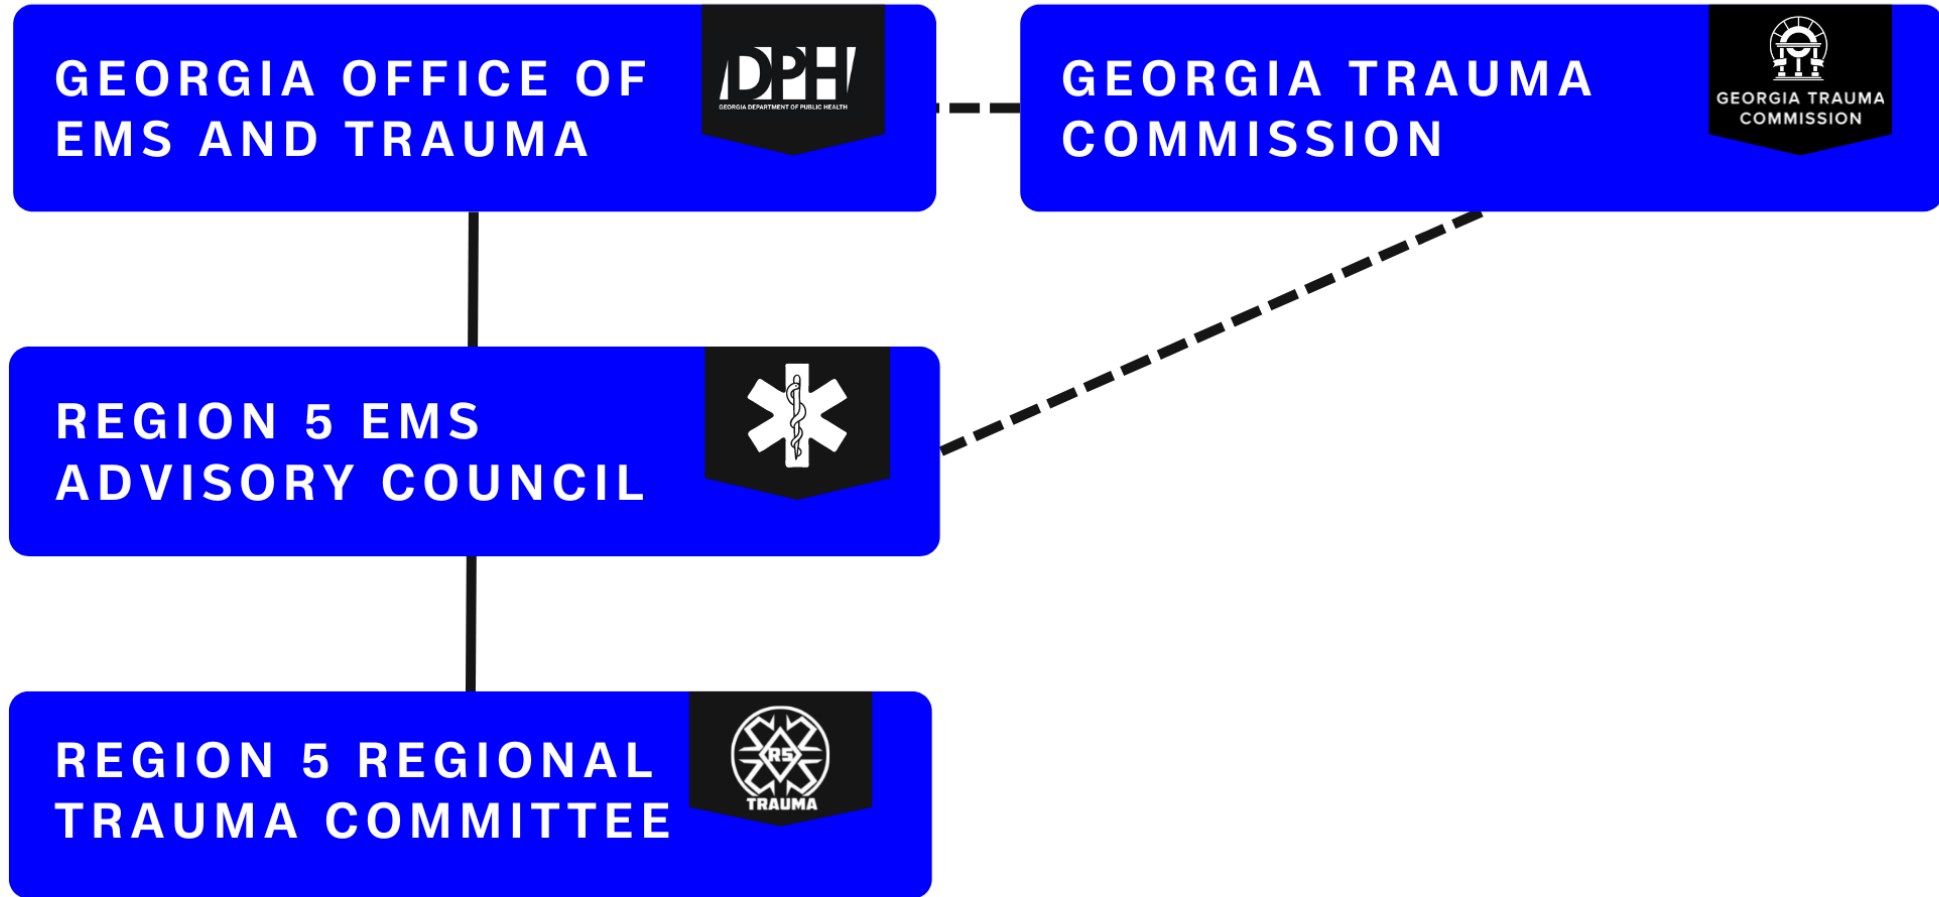 GEORGIA OFFICE OF
EMS AND TRAUMA
DPH
GEORGIA DEPARTMENT OF PUBLIC HEALTH
GEORGIA TRAUMA
COMMISSION
GEORGIA TRAUMA
COMMISSION
REGION 5 EMS
ADVISORY COUNCIL
REGION 5 REGIONAL
TRAUMA COMMITTEE
R5
TRAUMA